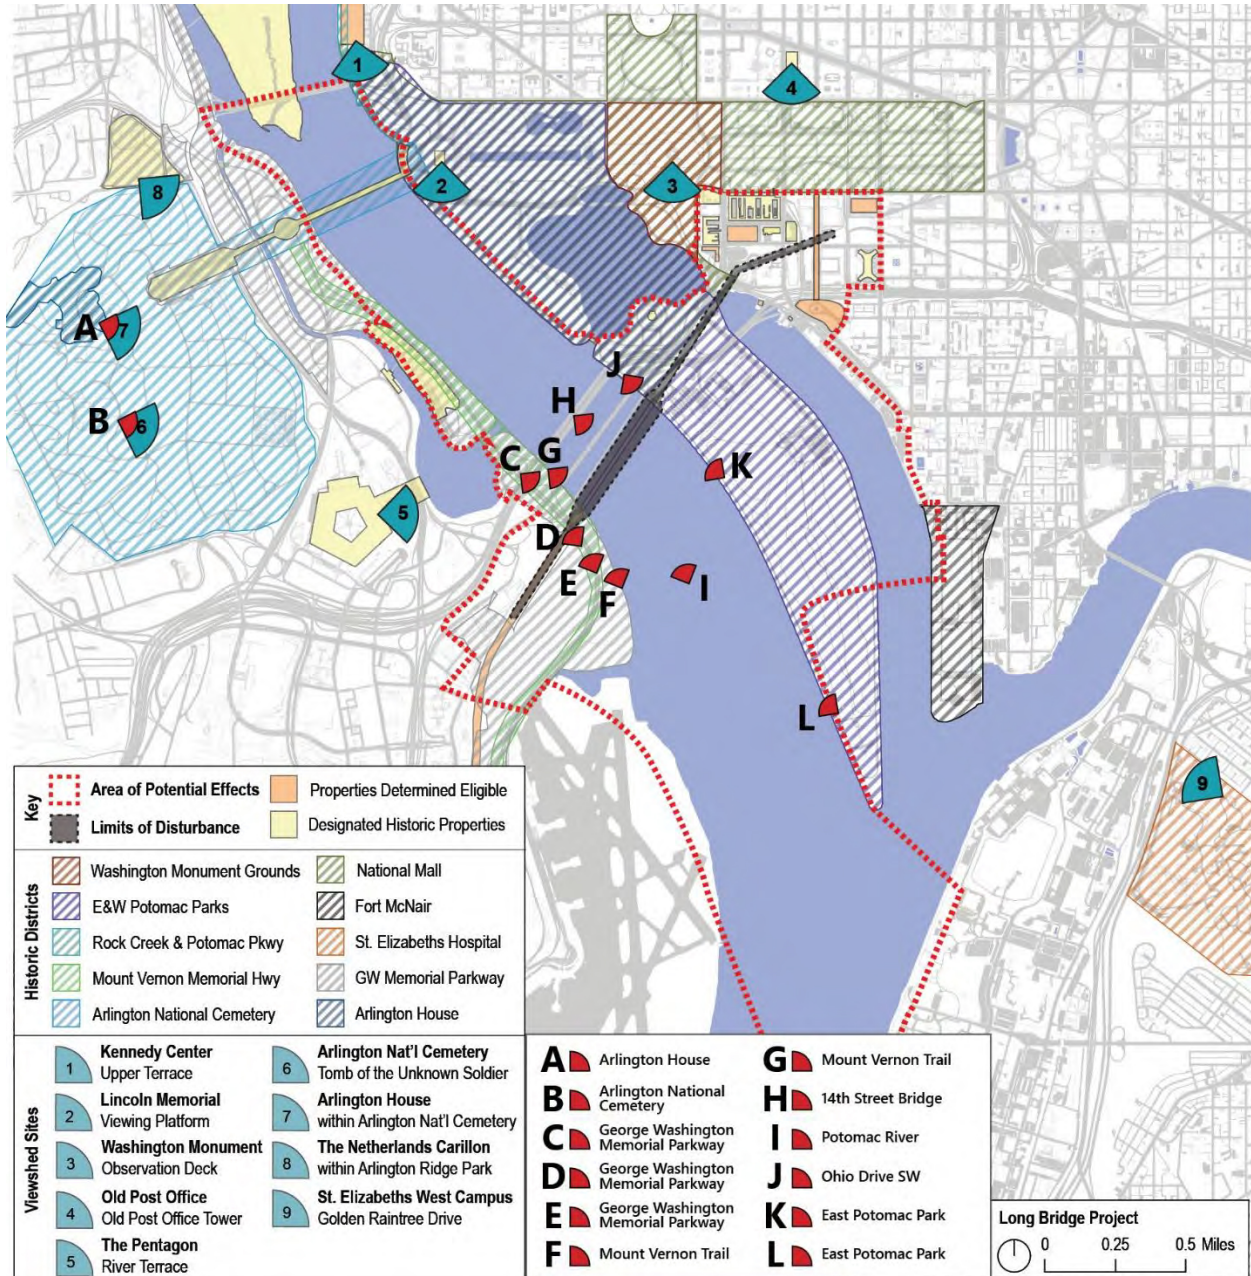 1
4
2
3
8
A
7
B
6
5
J
H
G
C
K
D
E
F
I
L
9
Key
Area of Potential Effects
Properties Determined Eligible
Limits of Disturbance
Designated Historic Properties
Historic Districts
Washington Monument Grounds
National Mall
E&W Potomac Parks
Fort McNair
Rock Creek & Potomac Pkwy
St. Elizabeths Hospital
Mount Vernon Memorial Hwy
GW Memorial Parkway
Arlington National Cemetery
Arlington House
Viewshed Sites
1
Kennedy Center
Upper Terrace
2
Lincoln Memorial
Viewing Platform
3
Washington Monument
Observation Deck
4
Old Post Office
Old Post Office Tower
5
The Pentagon
River Terrace
6
Arlington Nat'l Cemetery
Tomb of the Unknown Soldier
7
Arlington House
within Arlington Nat'l Cemetery
8
The Netherlands Carillon
within Arlington Ridge Park
9
St. Elizabeths West Campus
Golden Raintree Drive
A Arlington House
B Arlington National
Cemetery
C George Washington
Memorial Parkway
D George Washington
Memorial Parkway
E George Washington
Memorial Parkway
F Mount Vernon Trail
G Mount Vernon Trail
H 14th Street Bridge
I Potomac River
J Ohio Drive SW
K East Potomac Park
L East Potomac Park
Long Bridge Project
0 0.25 0.5 Miles